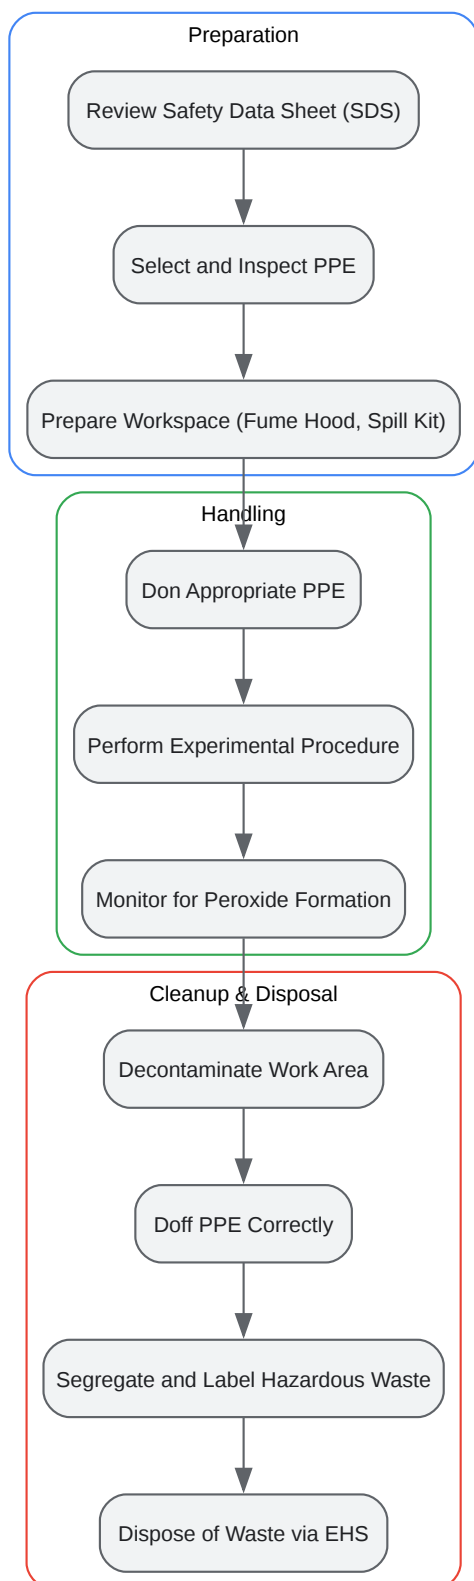 Preparation
Review Safety Data Sheet (SDS)
Select and Inspect PPE
Prepare Workspace (Fume Hood, Spill Kit)
Handling
Don Appropriate PPE
Perform Experimental Procedure
Monitor for Peroxide Formation
Cleanup & Disposal
Decontaminate Work Area
Doff PPE Correctly
Segregate and Label Hazardous Waste
Dispose of Waste via EHS